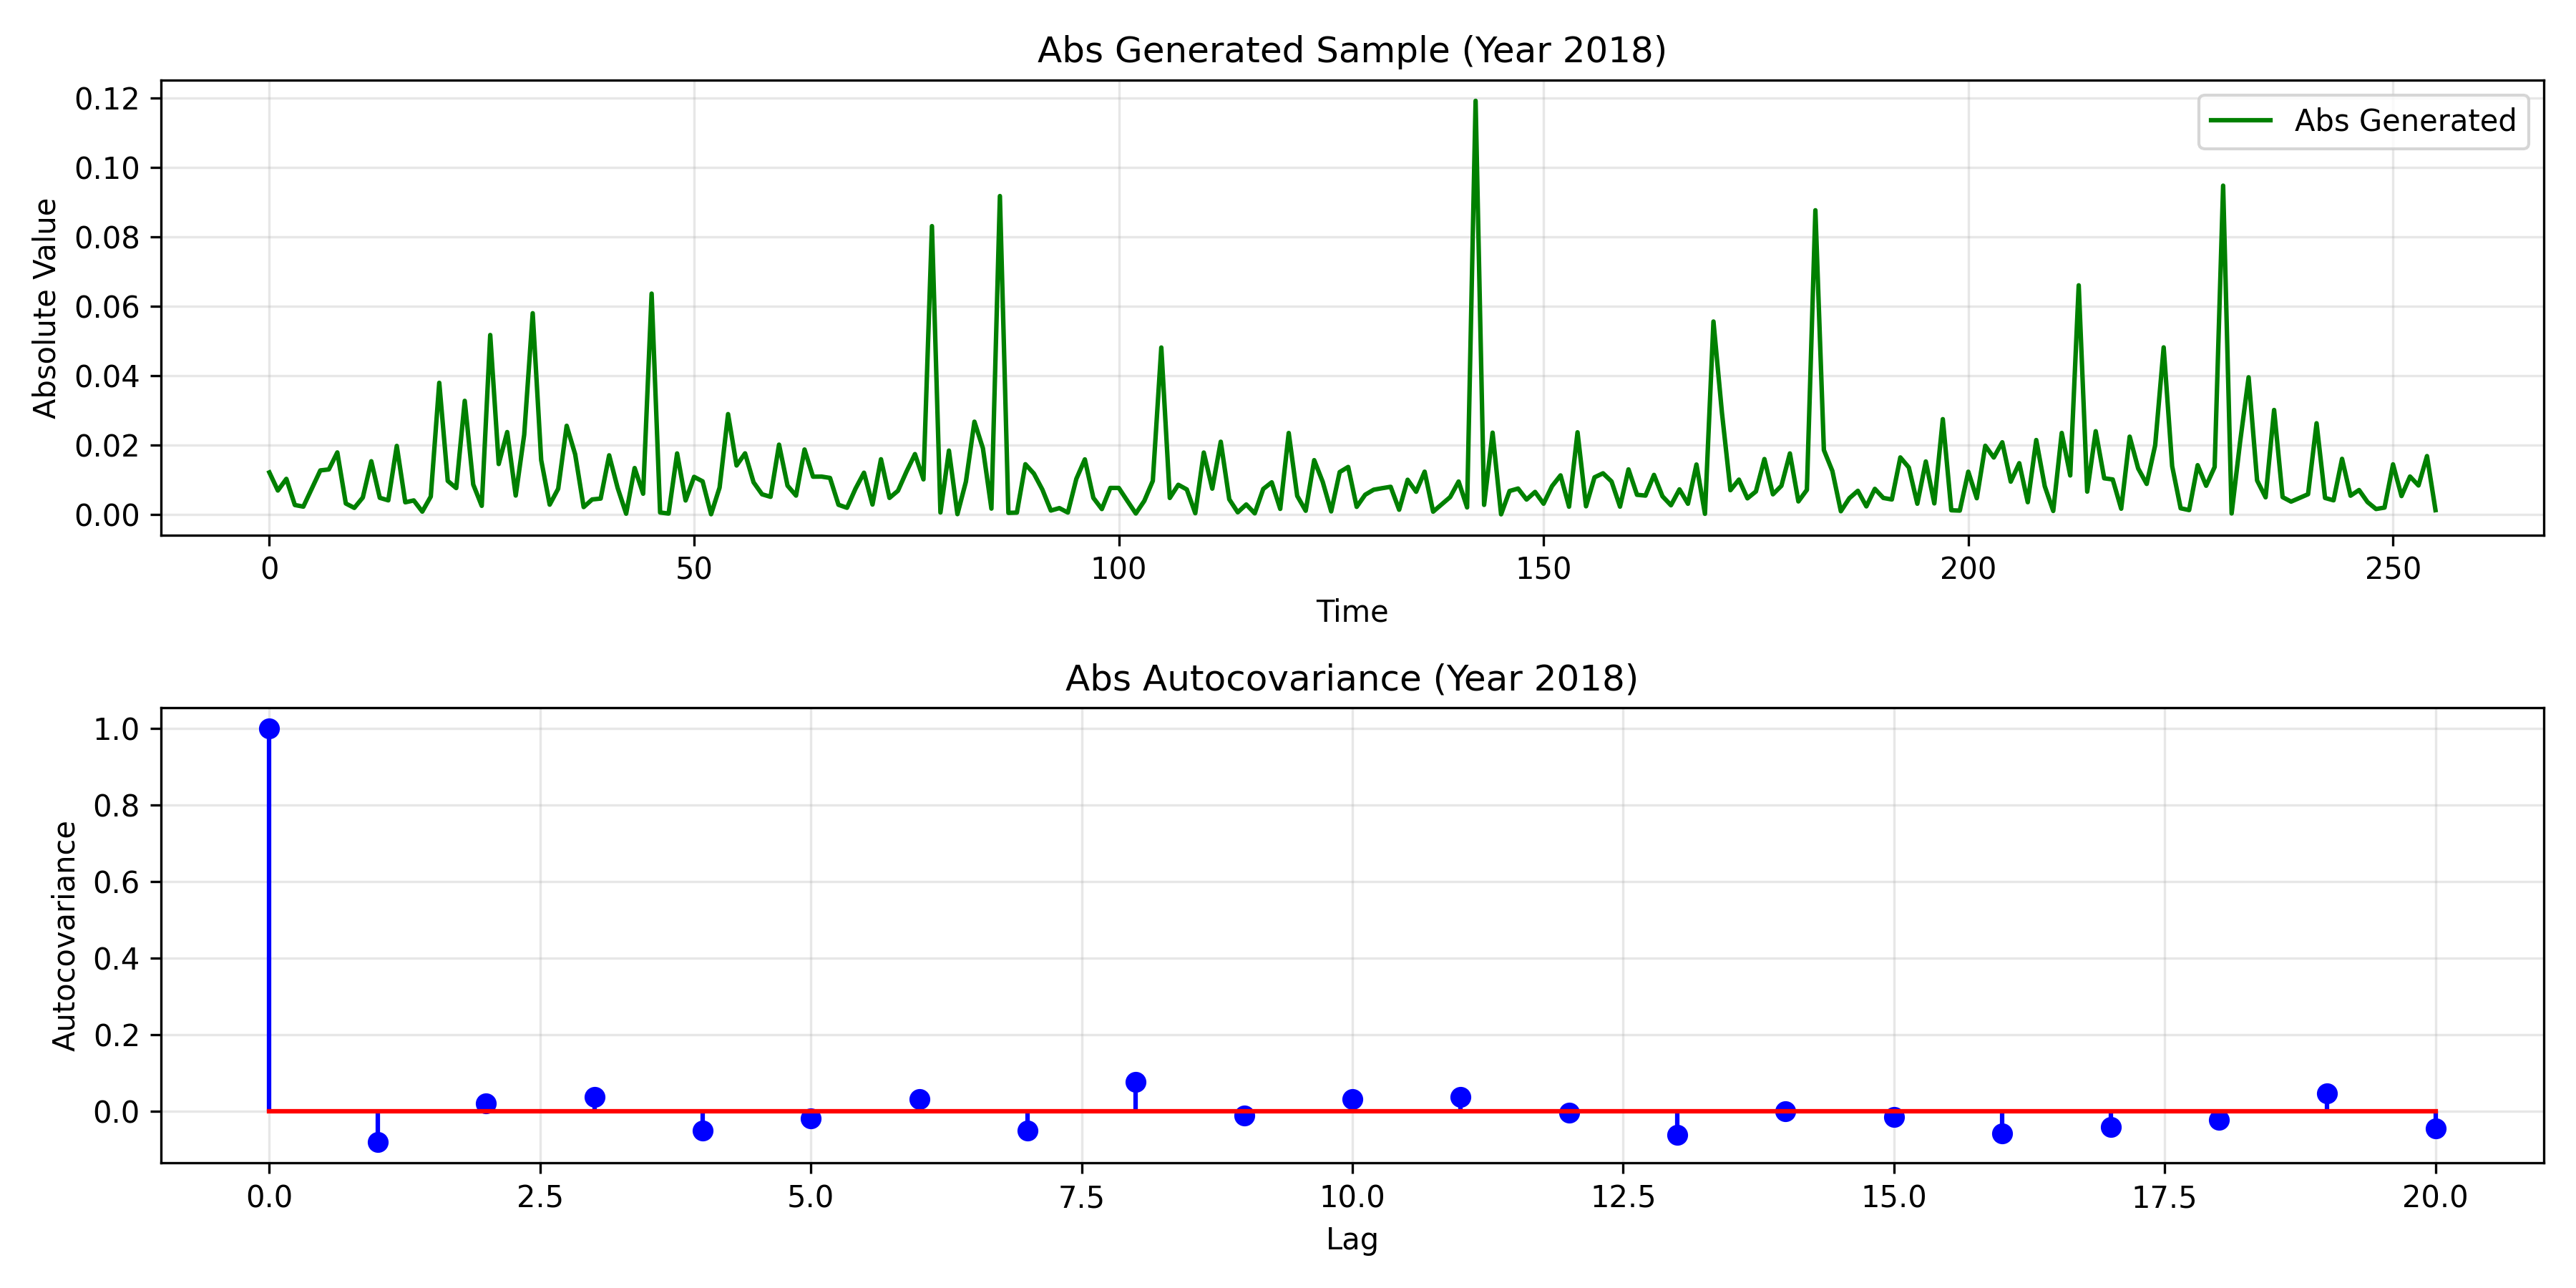 Abs Generated Sample (Year 2018)
0.12
0.10
0.08
0.06
0.04
0.02
0.00
Absolute Value
Abs Generated
0 50 100 150 200 250
Time
Abs Autocovariance (Year 2018)
1.0
0.8
0.6
0.4
0.2
0.0
Autocovariance
0.0 2.5 5.0 7.5 10.0 12.5 15.0 17.5 20.0
Lag